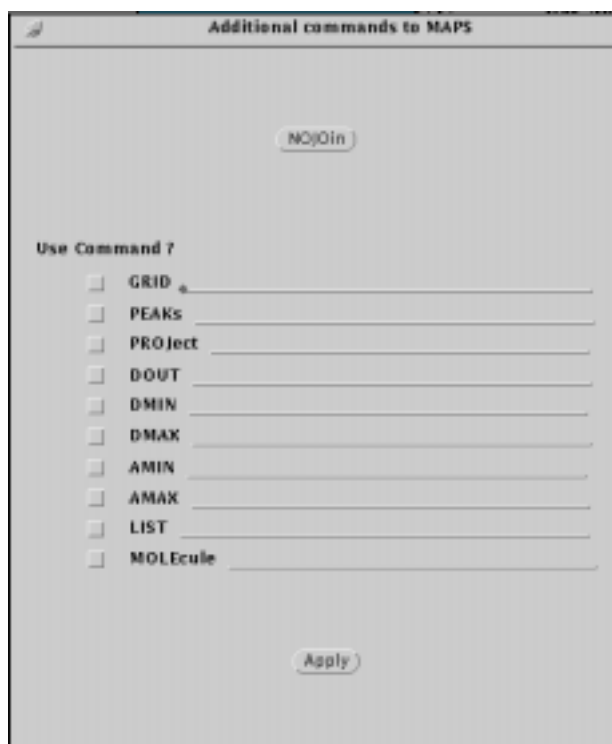 Additional commands to MAPS
NOJOin
Use Command ?
GRID
PEAKs
PROJect
DOUT
DMIN
DMAX
AMIN
AMAX
LIST
MOLEcule
Apply